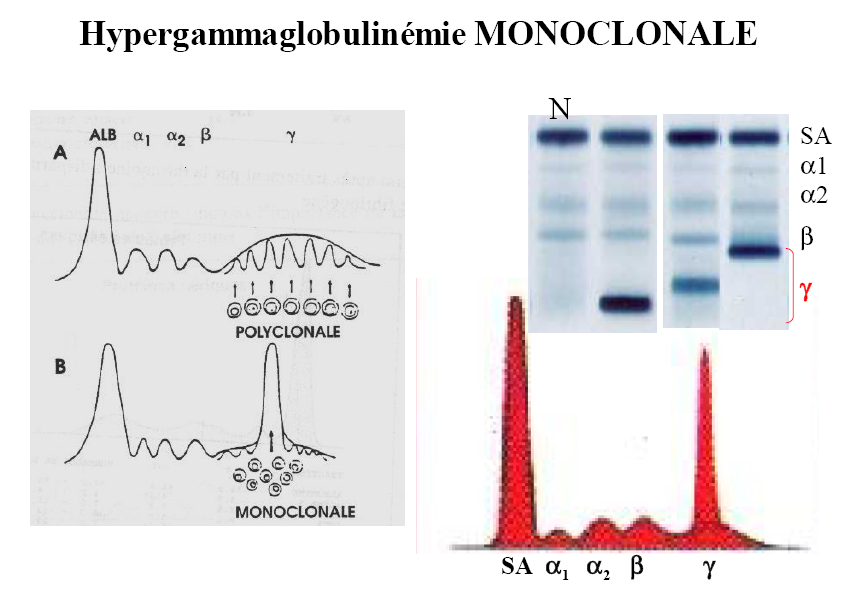 Hypergammaglobulinémie MONOCLONALE
ALB α1 α2 β γ
A
POLYCLONALE
B
MONOCLONALE
N
SA
α1
α2
β
γ
SA α1 α2 β γ